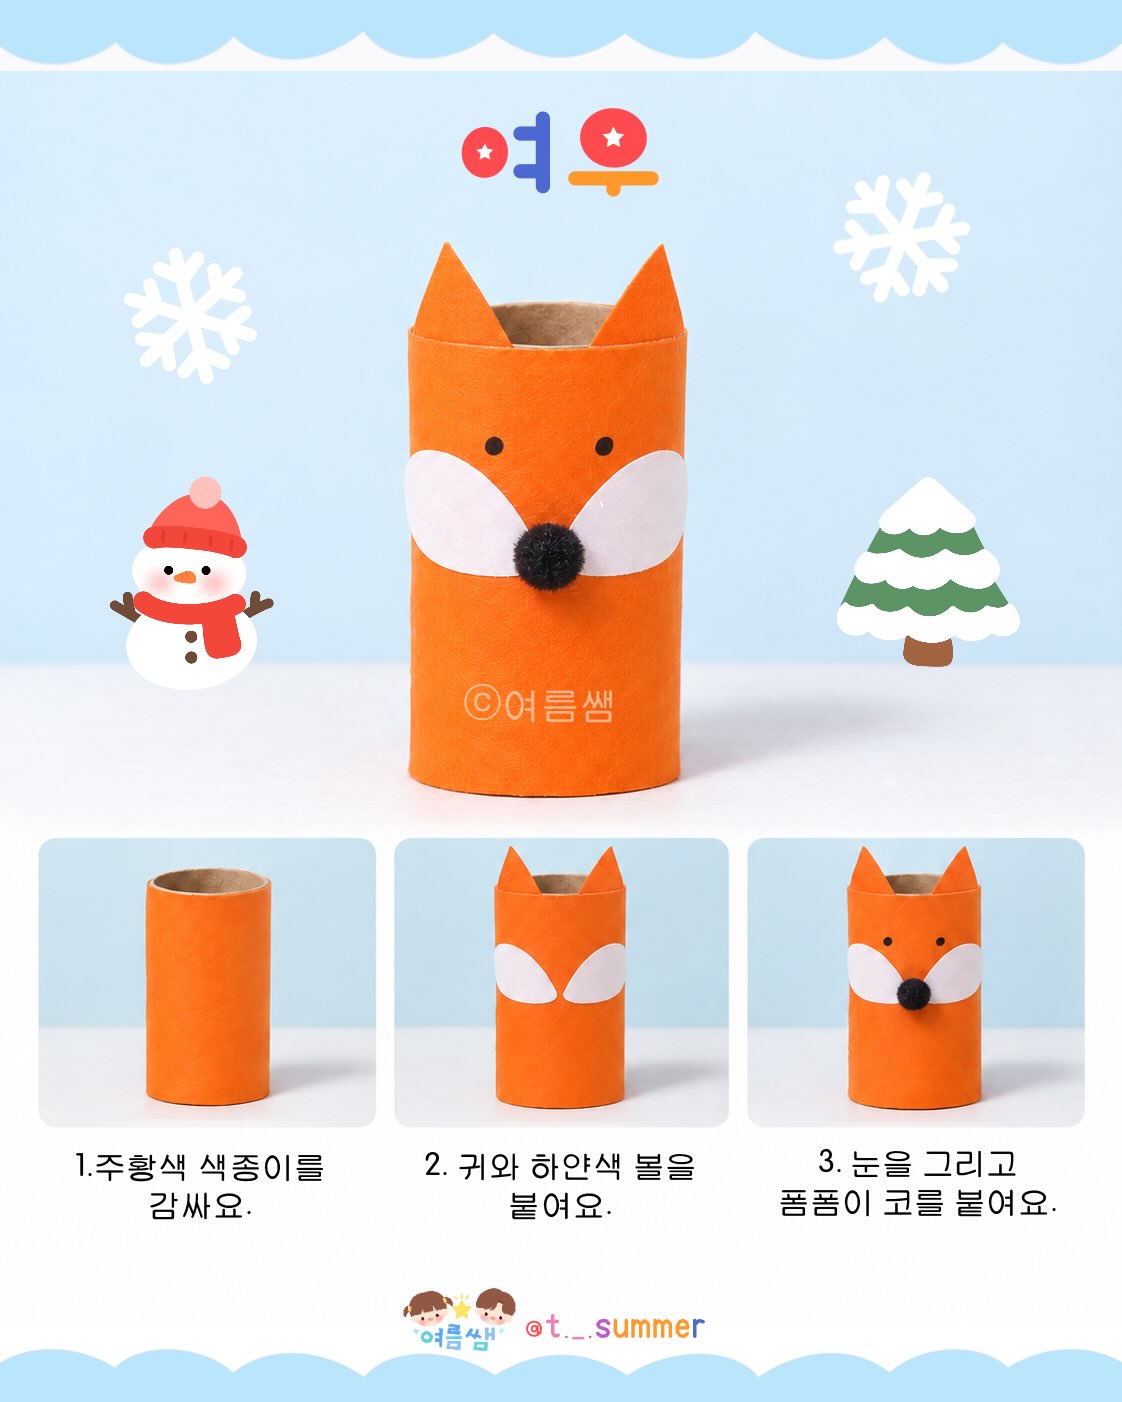 여우
©여름쌤
1.주황색 색종이를
감싸요.
2. 귀와 하얀색 볼을
붙여요.
3. 눈을 그리고
폼폼이 코를 붙여요.
여름쌤
@t._.summer